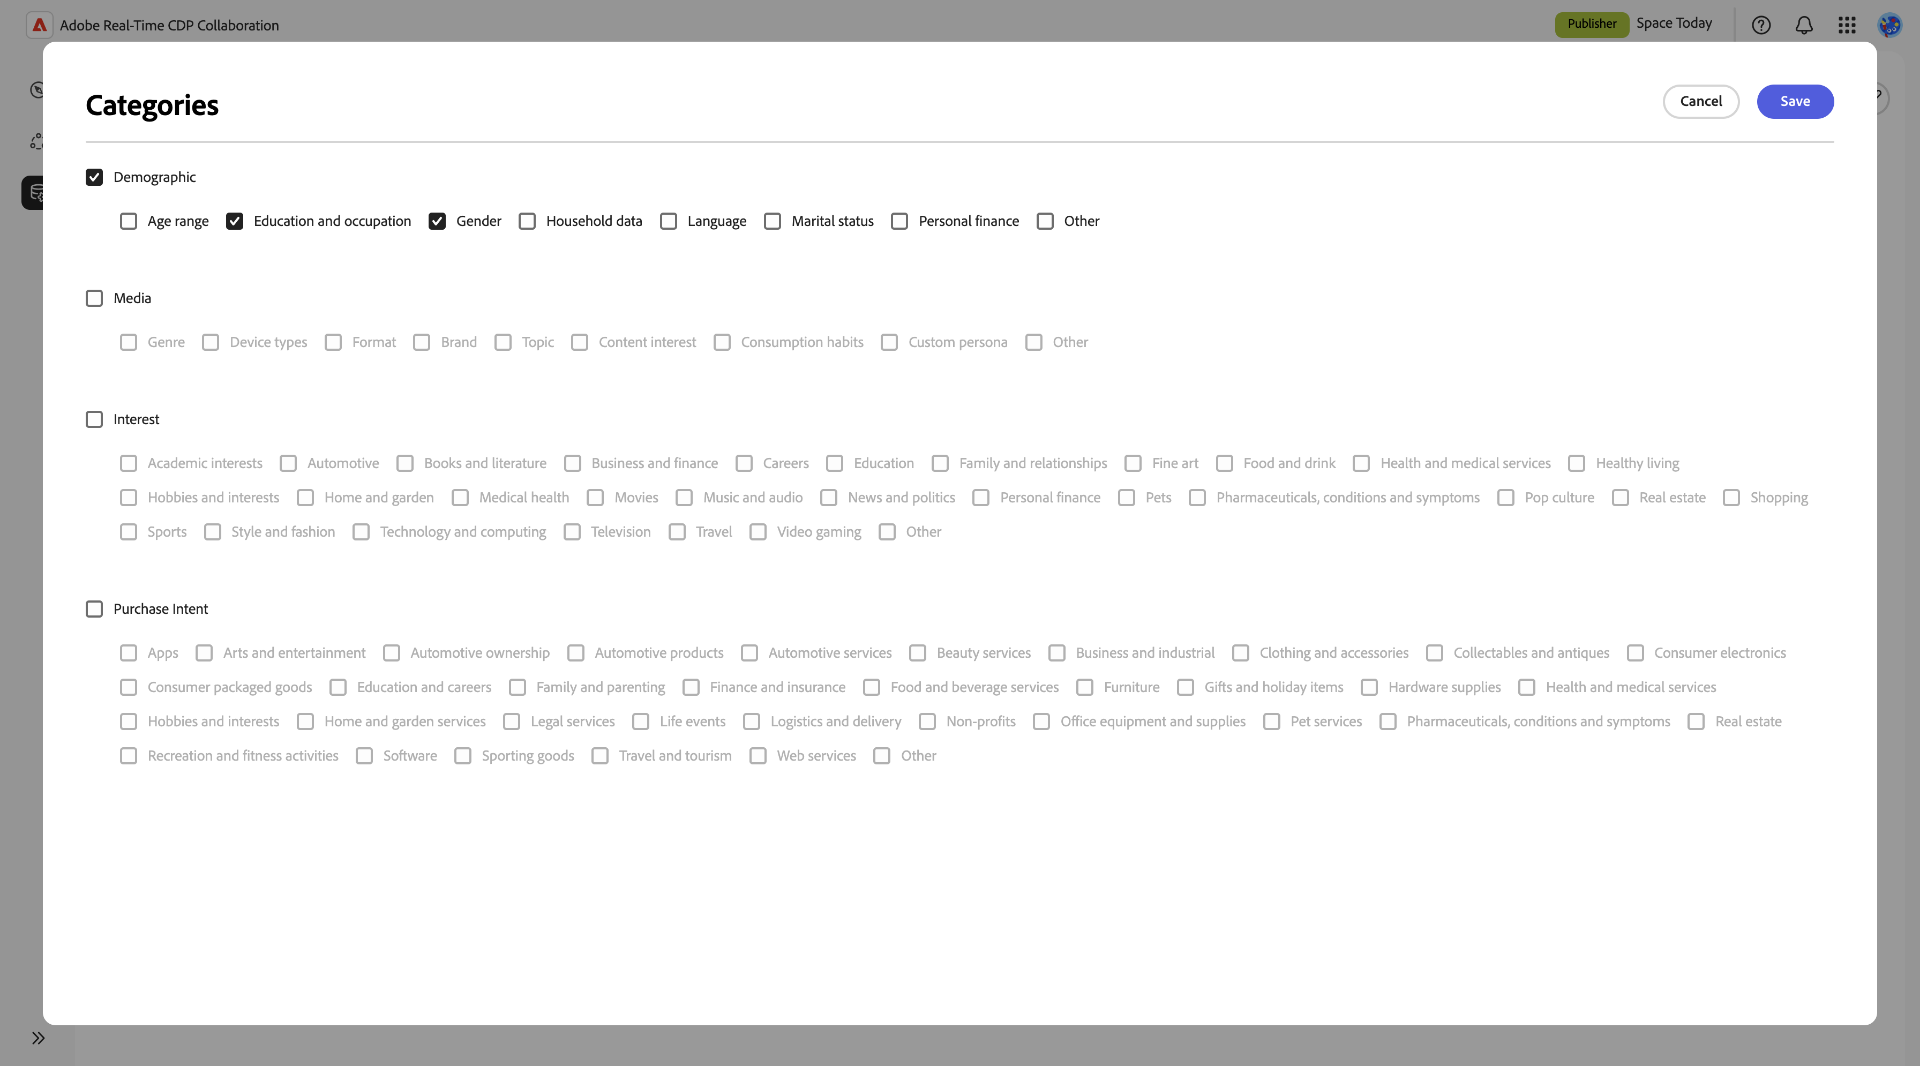 Adobe Real-Time CDP Collaboration
Publisher Space Today
Categories
Cancel Save
Demographic
Age range Education and occupation Gender Household data Language Marital status Personal finance Other
Media
Genre Device types Format Brand Topic Content interest Consumption habits Custom persona Other
Interest
Academic interests Automotive Books and literature Business and finance Careers Education Family and relationships Fine art Food and drink Health and medical services Healthy living
Hobbies and interests Home and garden Medical health Movies Music and audio News and politics Personal finance Pets Pharmaceuticals, conditions and symptoms Pop culture Real estate Shopping
Sports Style and fashion Technology and computing Television Travel Video gaming Other
Purchase Intent
Apps Arts and entertainment Automotive ownership Automotive products Automotive services Beauty services Business and industrial Clothing and accessories Collectables and antiques Consumer electronics
Consumer packaged goods Education and careers Family and parenting Finance and insurance Food and beverage services Furniture Gifts and holiday items Hardware supplies Health and medical services
Hobbies and interests Home and garden services Legal services Life events Logistics and delivery Non-profits Office equipment and supplies Pet services Pharmaceuticals, conditions and symptoms Real estate
Recreation and fitness activities Software Sporting goods Travel and tourism Web services Other